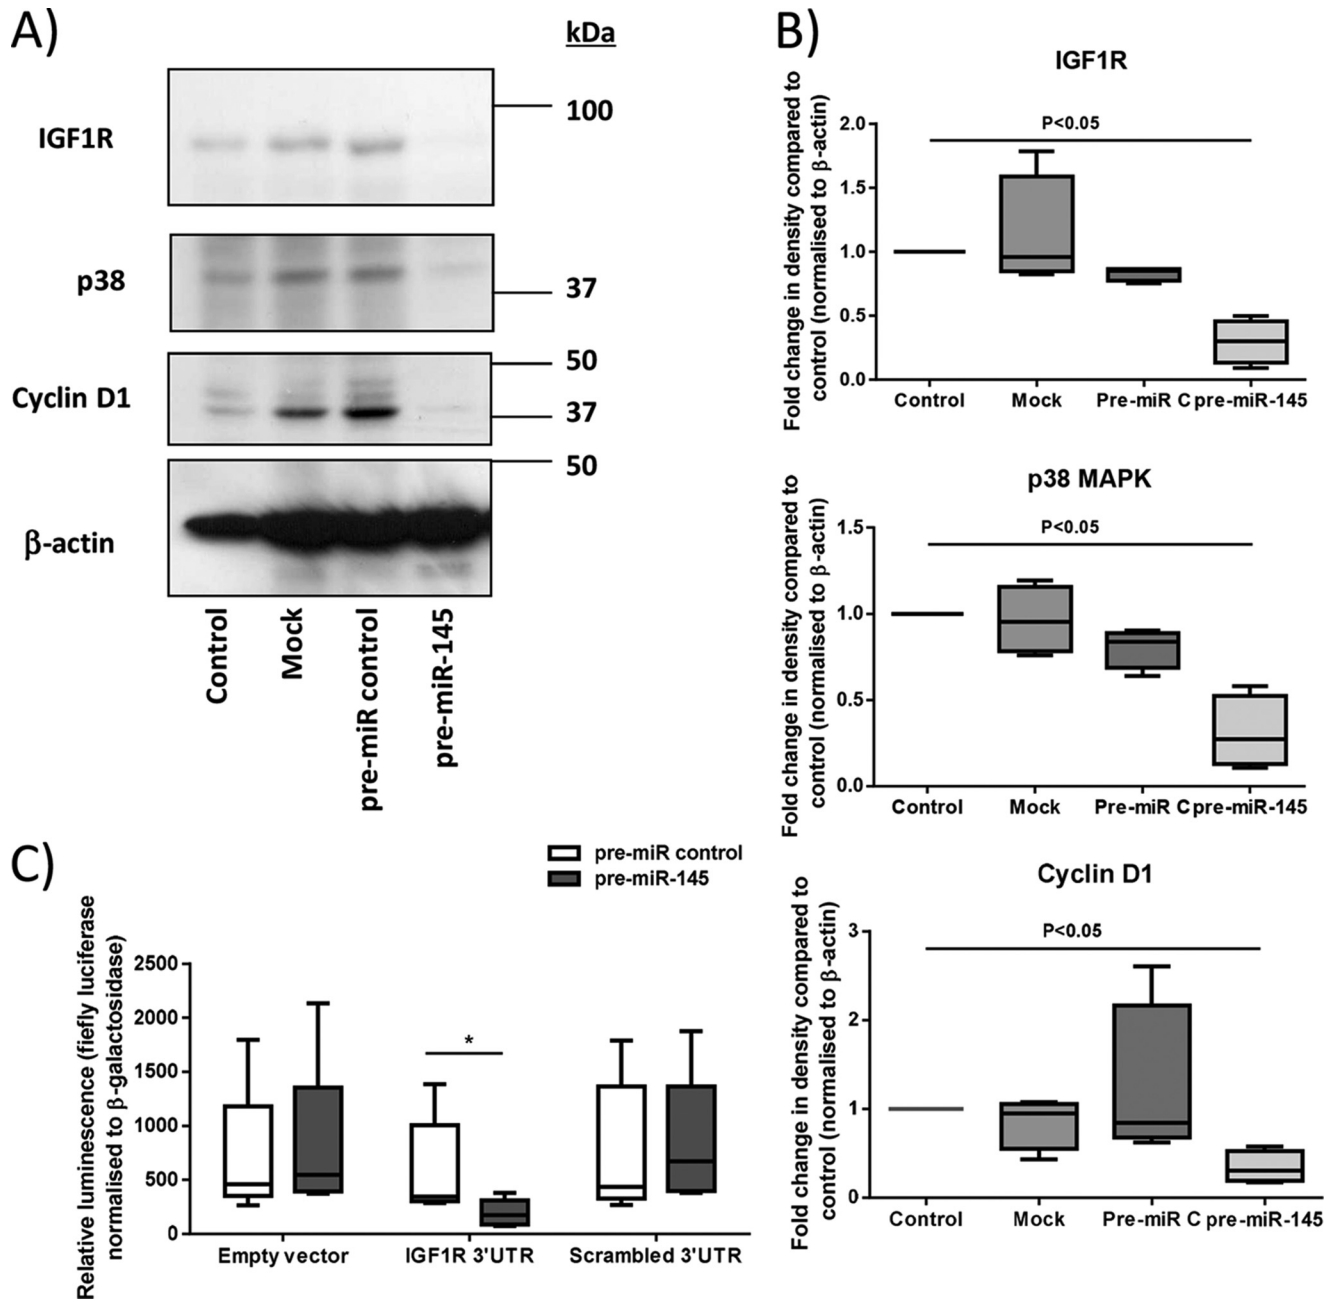 A)
kDa
IGF1R
100
p38
37
Cyclin D1
50
37
β-actin
50
Control
Mock
pre-miR control
pre-miR-145
B)
IGF1R
P<0.05
Fold change in density compared to
control (normalised to β-actin)
2.0
1.5
1.0
0.5
0.0
Control Mock Pre-miR C pre-miR-145
p38 MAPK
P<0.05
Fold change in density compared to
control (normalised to β-actin)
1.5
1.0
0.5
0.0
Control Mock Pre-miR C pre-miR-145
Cyclin D1
P<0.05
Fold change in density compared to
control (normalised to β-actin)
3
2
1
0
Control Mock Pre-miR C pre-miR-145
C)
pre-miR control
pre-miR-145
Relative luminescence (fiefly luciferase
normalised to β-galactosidase)
2500
2000
1500
1000
500
0
*
Empty vector IGF1R 3'UTR Scrambled 3'UTR